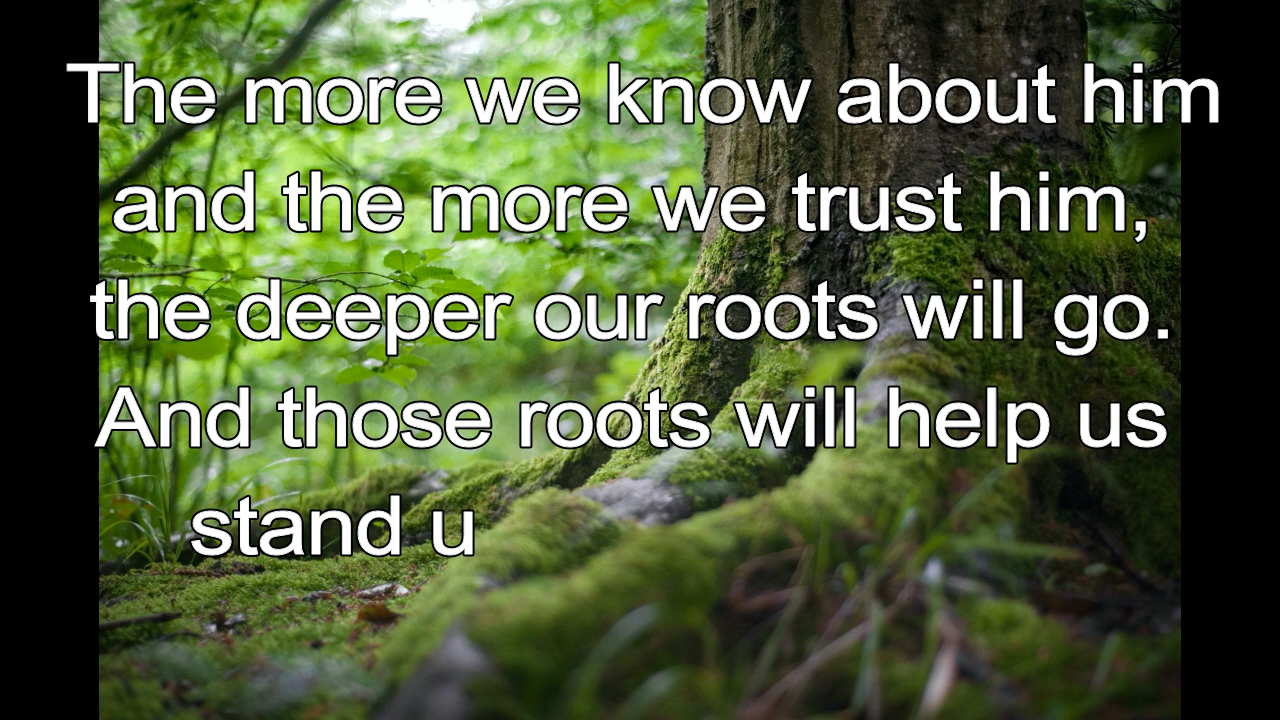 The more we know about him
and the more we trust him,
the deeper our roots will go.
And those roots will help us
stand u